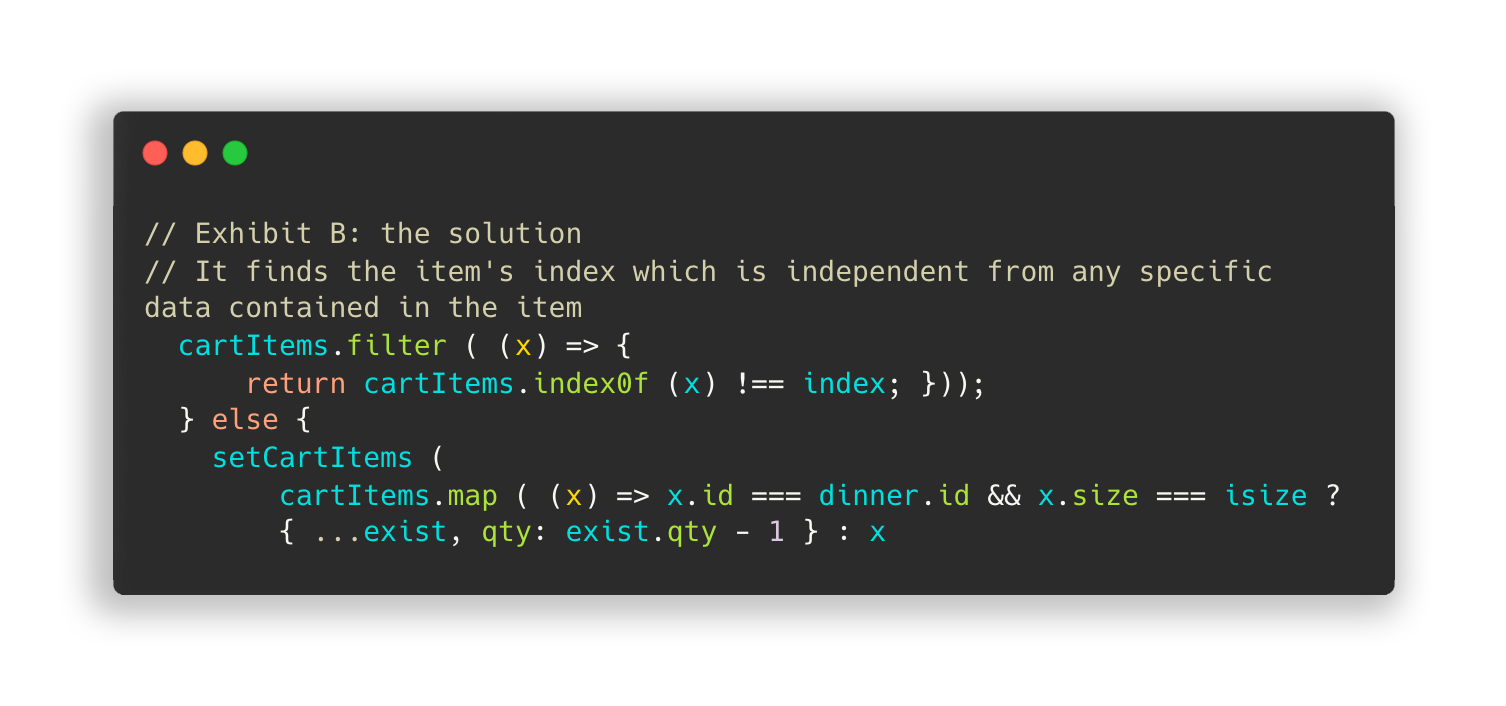 // Exhibit B: the solution
// It finds the item's index which is independent from any specific
data contained in the item
cartItems.filter ( (x) => {
return cartItems.index0f (x) !== index; }));
} else {
setCartItems (
cartItems.map ( (x) => x.id === dinner.id && x.size === isize ?
{ ...exist, qty: exist.qty - 1 } : x